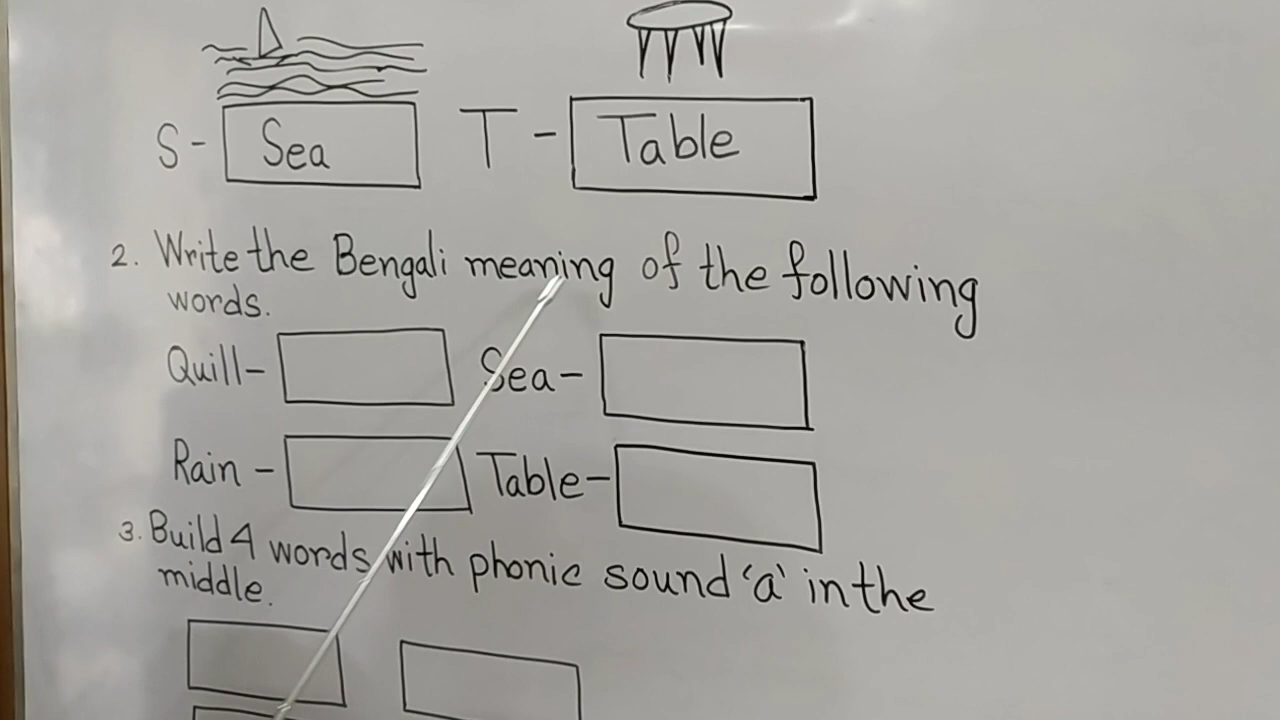 S- Sea T- Table
2. Write the Bengali meaning of the following
words.
Quill- Sea-
Rain - Table-
3. Build 4 words with phonic sound 'a' in the
middle.